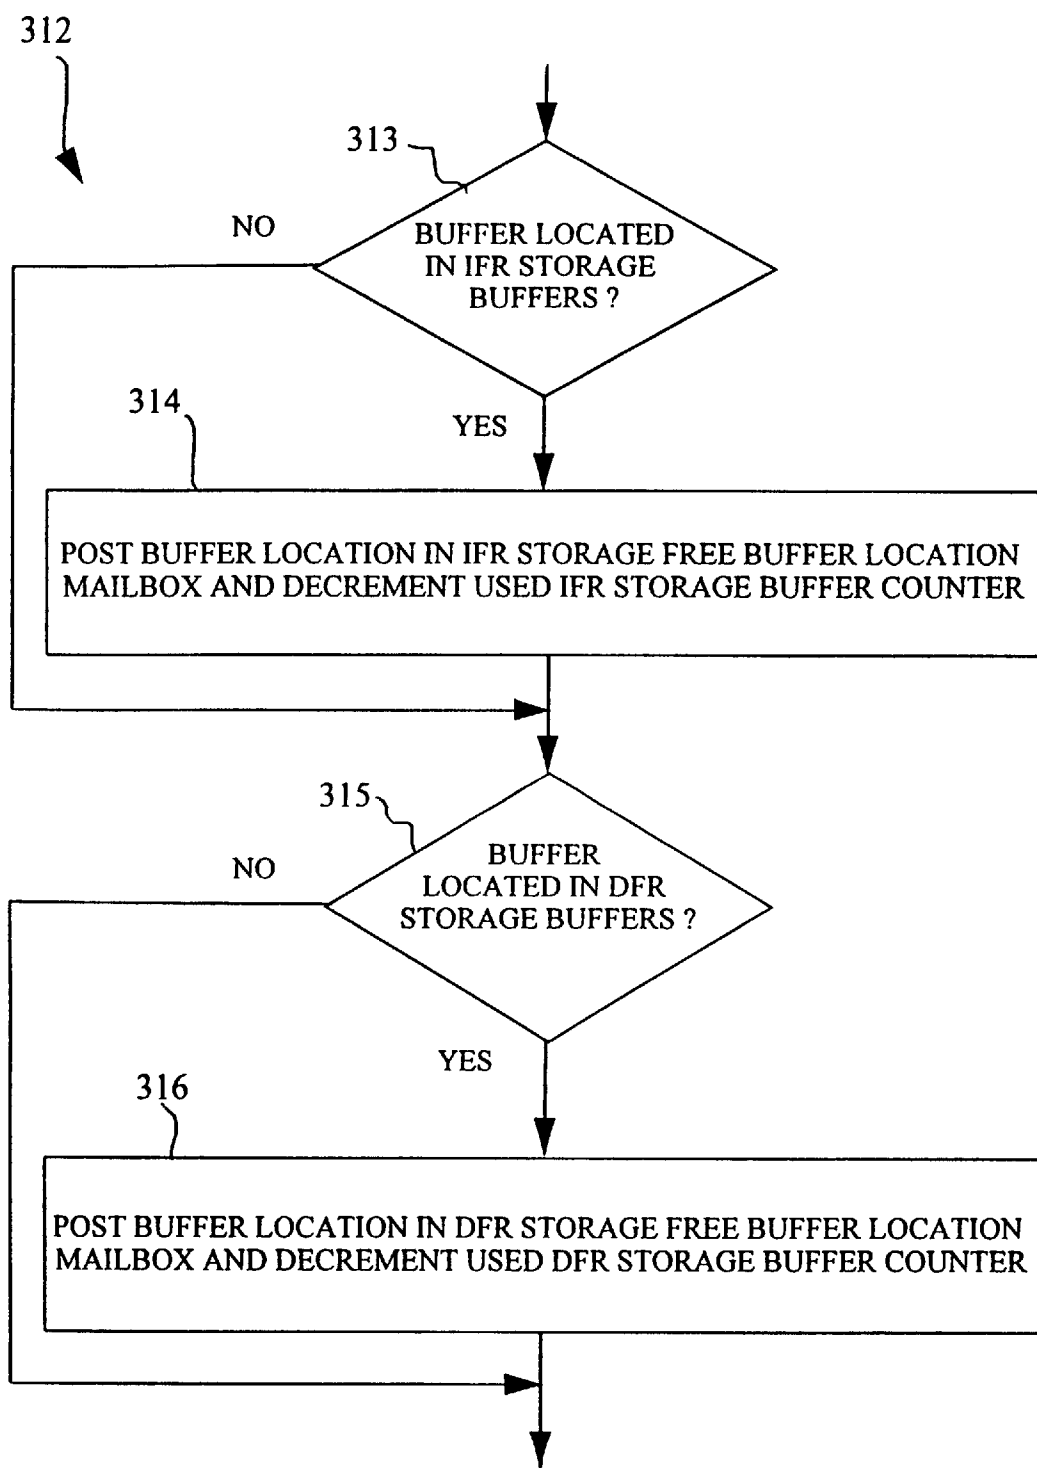 312
313
NO
BUFFER LOCATED
IN IFR STORAGE
BUFFERS ?
314
YES
POST BUFFER LOCATION IN IFR STORAGE FREE BUFFER LOCATION
MAILBOX AND DECREMENT USED IFR STORAGE BUFFER COUNTER
315
NO
BUFFER
LOCATED IN DFR
STORAGE BUFFERS ?
YES
316
POST BUFFER LOCATION IN DFR STORAGE FREE BUFFER LOCATION
MAILBOX AND DECREMENT USED DFR STORAGE BUFFER COUNTER